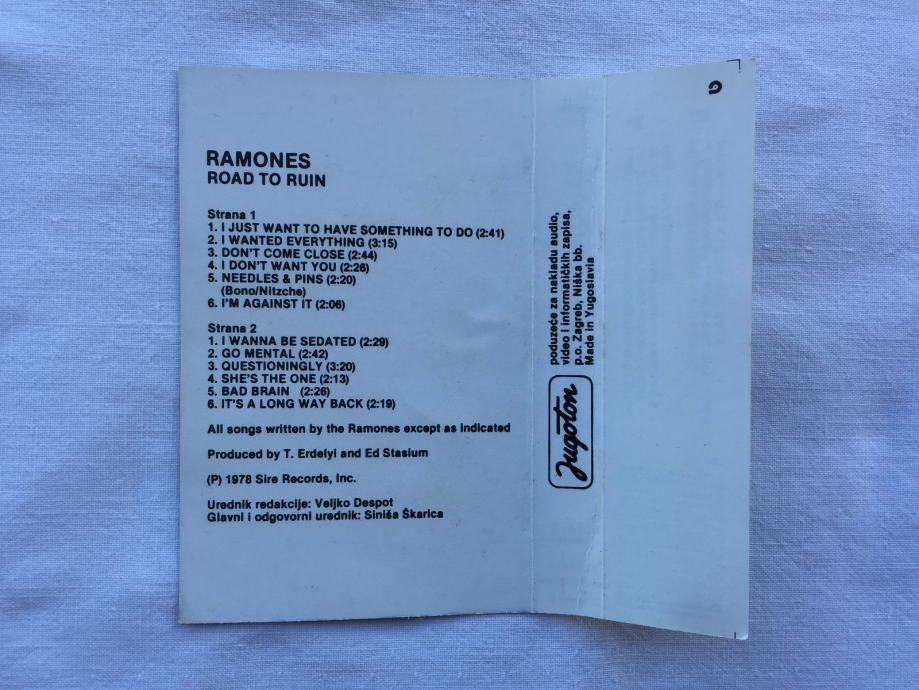 RAMONES
ROAD TO RUIN
Strana 1
1. I JUST WANT TO HAVE SOMETHING TO DO (2:41)
2. I WANTED EVERYTHING (3:15)
3. DON'T COME CLOSE (2:44)
4. I DON'T WANT YOU (2:26)
5. NEEDLES & PINS (2:20)
(Bono/Nitzche)
6. I'M AGAINST IT (2:06)
Strana 2
1. I WANNA BE SEDATED (2:29)
2. GO MENTAL (2:42)
3. QUESTIONINGLY (3:20)
4. SHE'S THE ONE (2:13)
5. BAD BRAIN (2:26)
6. IT'S A LONG WAY BACK (2:19)
All songs written by the Ramones except as indicated
Produced by T. Erdelyi and Ed Stasium
(P) 1978 Sire Records, Inc.
Urednik redakcije: Veljko Despot
Glavni i odgovorni urednik: Siniša Škarica
Jugoton
poduzeće za nakladu audio,
video i informatičkih zapisa,
p.o. Zagreb, Niška bb.
Made in Yugoslavia